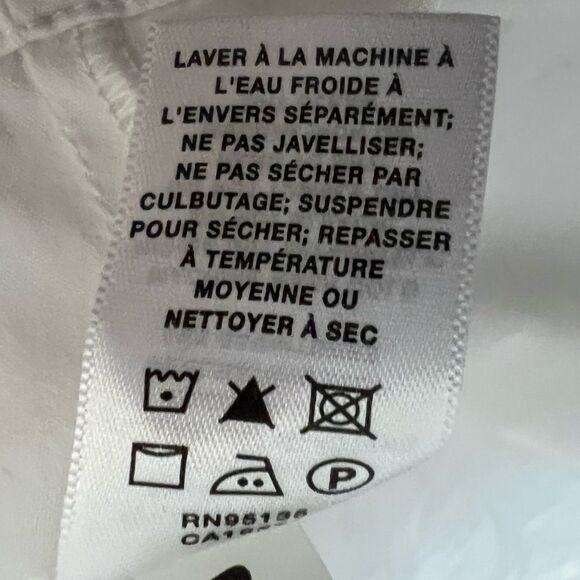 LAVER À LA MACHINE À
L'EAU FROIDE À
L'ENVERS SÉPARÉMENT;
NE PAS JAVELLISER;
NE PAS SÉCHER PAR
CULBUTAGE; SUSPENDRE
POUR SÉCHER; REPASSER
À TEMPÉRATURE
MOYENNE OU
NETTOYER À SEC
P